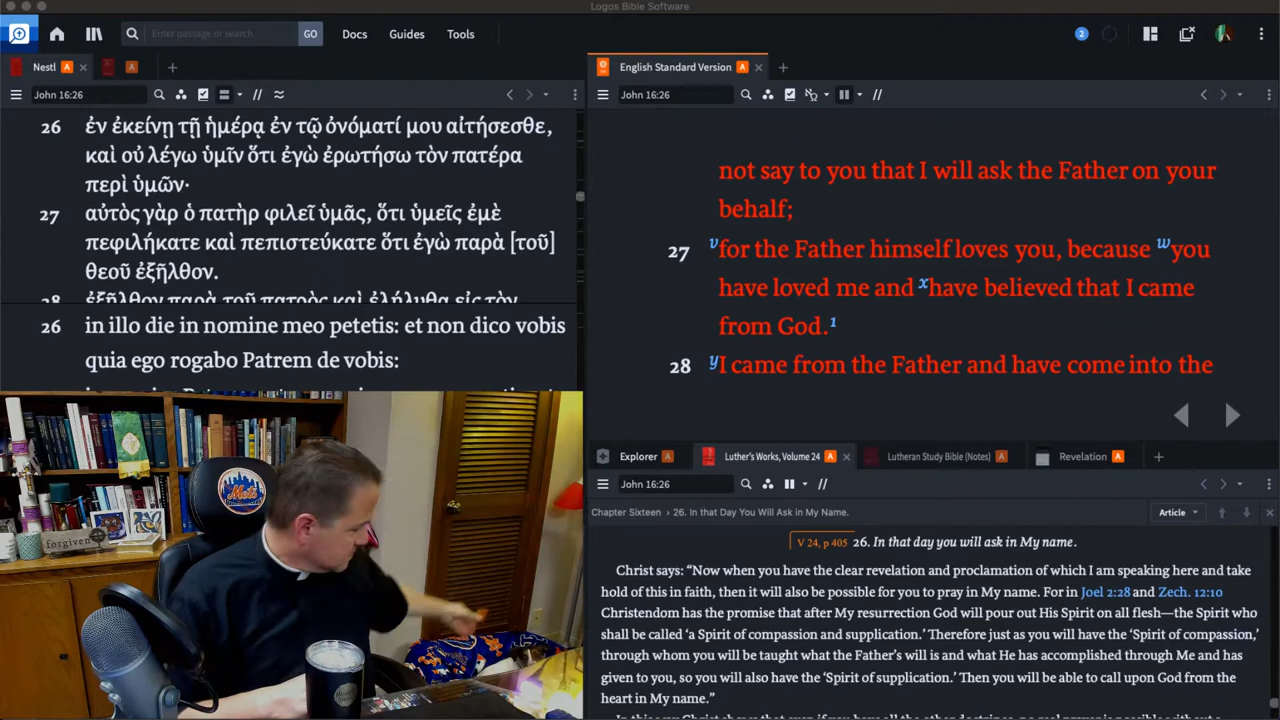 Logos Bible Software
Enter passage or search
GO
Docs
Guides
Tools
2
Nestl
A
A
John 16:26
26 ἐν ἐκείνῃ τῇ ἡμέρᾳ ἐν τῷ ὀνόματί μου αἰτήσεσθε,
καὶ οὐ λέγω ὑμῖν ὅτι ἐγὼ ἐρωτήσω τὸν πατέρα
περὶ ὑμῶν·
27 αὐτὸς γὰρ ὁ πατὴρ φιλεῖ ὑμᾶς, ὅτι ὑμεῖς ἐμὲ
πεφιλήκατε καὶ πεπιστεύκατε ὅτι ἐγὼ παρὰ [τοῦ]
θεοῦ ἐξῆλθον.
28 ἐξῆλθον παρὰ τοῦ πατρὸς καὶ ἐλήλυθα εἰς τὸν
26 in illo die in nomine meo petetis: et non dico vobis
quia ego rogabo Patrem de vobis:
English Standard Version
A
John 16:26
not say to you that I will ask the Father on your
behalf;
27 v for the Father himself loves you, because w you
have loved me and x have believed that I came
from God.1
28 y I came from the Father and have come into the
Explorer A
Luther's Works, Volume 24 A
Lutheran Study Bible (Notes) A
Revelation A
John 16:26
Chapter Sixteen › 26. In that Day You Will Ask in My Name.
Article
V 24, p 405 26. In that day you will ask in My name.
Christ says: “Now when you have the clear revelation and proclamation of which I am speaking here and take
hold of this in faith, then it will also be possible for you to pray in My name. For in Joel 2:28 and Zech. 12:10
Christendom has the promise that after My resurrection God will pour out His Spirit on all flesh—the Spirit who
shall be called ‘a Spirit of compassion and supplication.’ Therefore just as you will have the ‘Spirit of compassion,’
through whom you will be taught what the Father’s will is and what He has accomplished through Me and has
given to you, so you will also have the ‘Spirit of supplication.’ Then you will be able to call upon God from the
heart in My name.”
Mets
forgiven